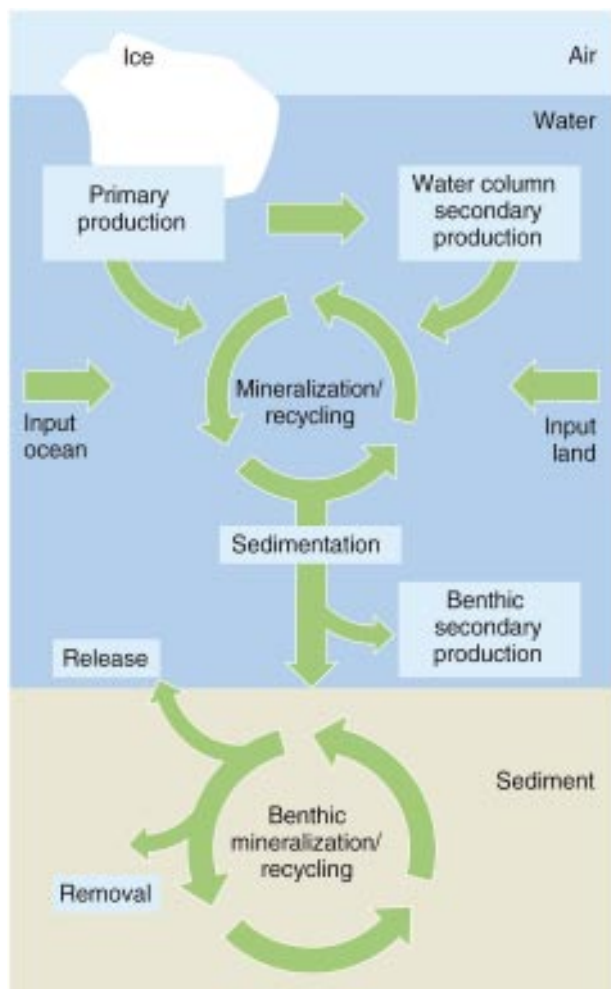 Ice
Air
Water
Primary
production
Water column
secondary
production
Mineralization/
recycling
Input
ocean
Input
land
Sedimentation
Benthic
secondary
production
Release
Sediment
Benthic
mineralization/
recycling
Removal